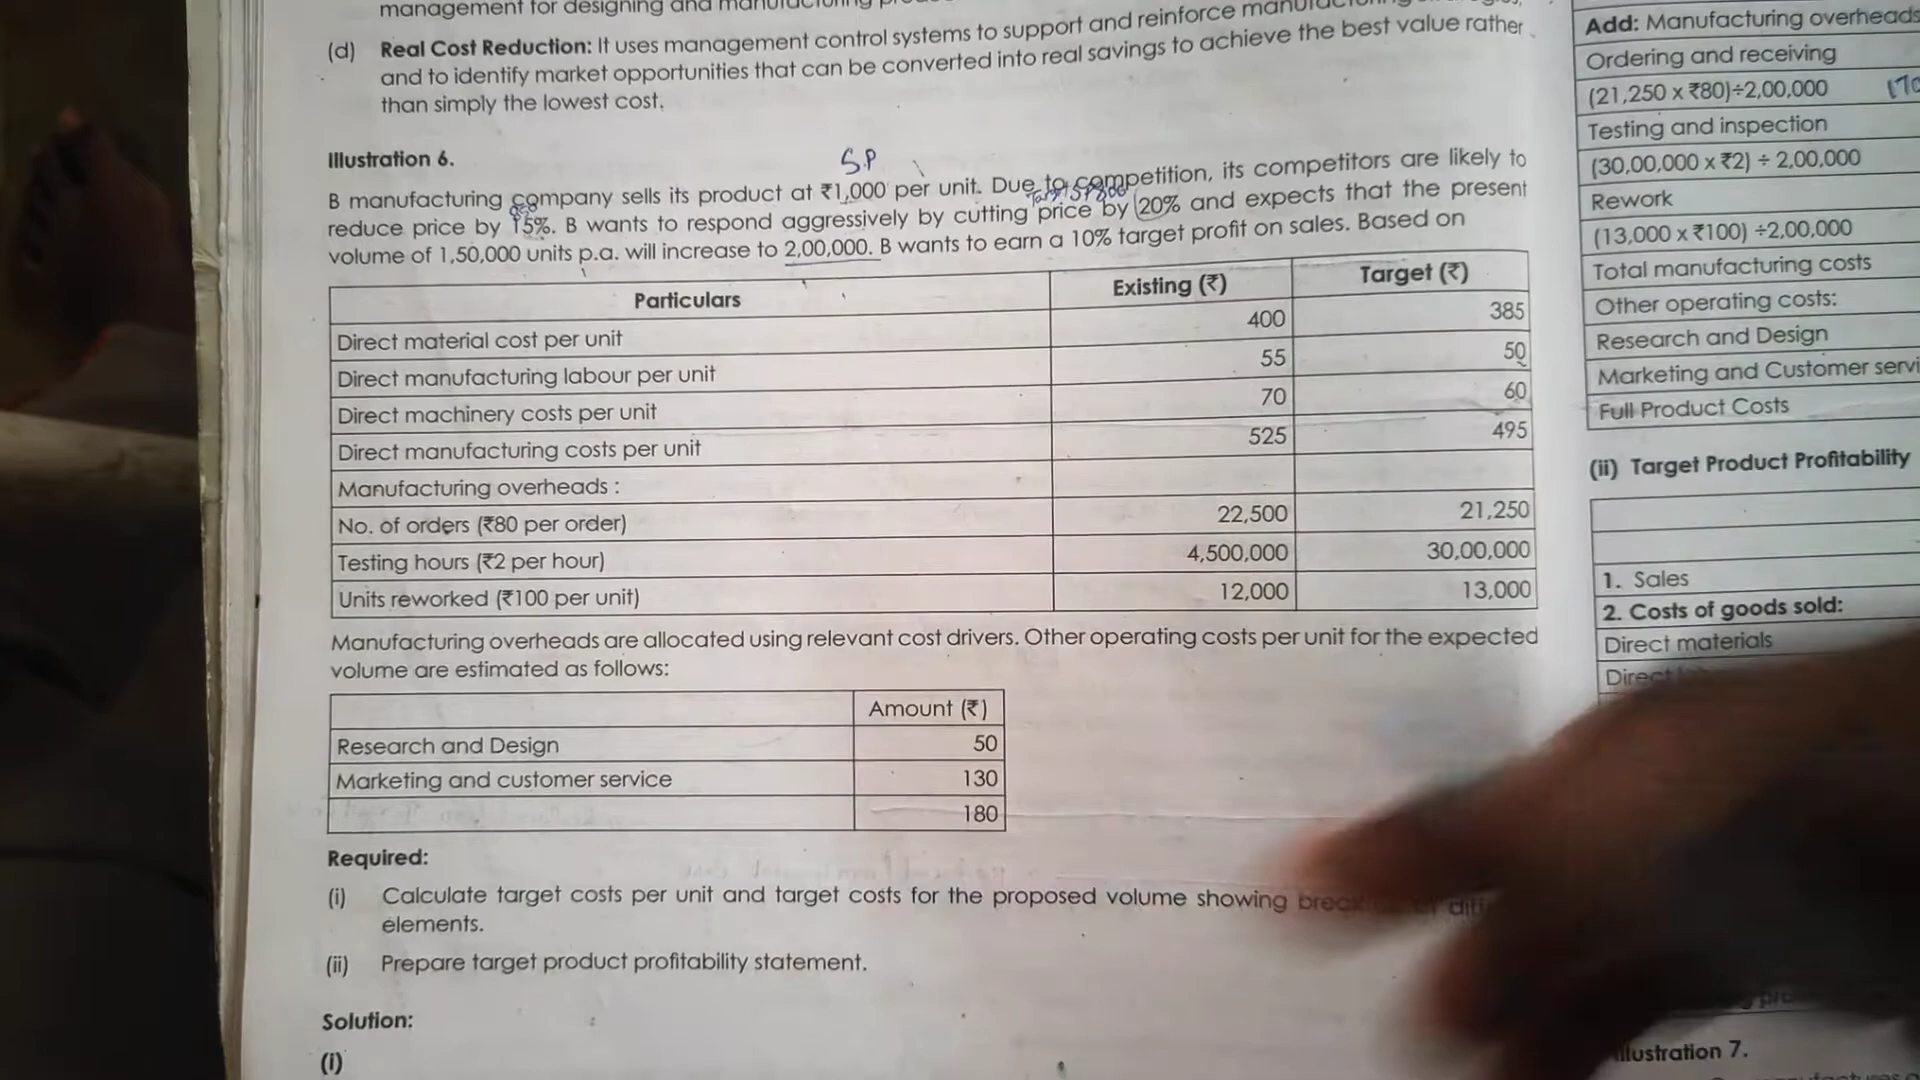 management for designing and manufacturing
(d) Real Cost Reduction: It uses management control systems to support and reinforce
and to identify market opportunities that can be converted into real savings to achieve the best value rather
than simply the lowest cost.
Illustration 6.
S.P
B manufacturing company sells its product at ₹1,000 per unit. Due to competition, its competitors are likely to
reduce price by 15%. B wants to respond aggressively by cutting price by 20% and expects that the present
volume of 1,50,000 units p.a. will increase to 2,00,000. B wants to earn a 10% target profit on sales. Based on
Particulars Existing (₹) Target (₹)
Direct material cost per unit 400 385
Direct manufacturing labour per unit 55 50
Direct machinery costs per unit 70 60
Direct manufacturing costs per unit 525 495
Manufacturing overheads :
No. of orders (₹80 per order) 22,500 21,250
Testing hours (₹2 per hour) 4,500,000 30,00,000
Units reworked (₹100 per unit) 12,000 13,000
Manufacturing overheads are allocated using relevant cost drivers. Other operating costs per unit for the expected
volume are estimated as follows:
Amount (₹)
Research and Design 50
Marketing and customer service 130
180
Required:
(i) Calculate target costs per unit and target costs for the proposed volume showing
elements.
(ii) Prepare target product profitability statement.
Solution:
(i)
Add: Manufacturing overheads
Ordering and receiving
(21,250 x ₹80)÷2,00,000
Testing and inspection
(30,00,000 x ₹2) ÷ 2,00,000
Rework
(13,000 x ₹100) ÷2,00,000
Total manufacturing costs
Other operating costs:
Research and Design
Marketing and Customer servi
Full Product Costs
(ii) Target Product Profitability
1. Sales
2. Costs of goods sold:
Direct materials
Illustration 7.